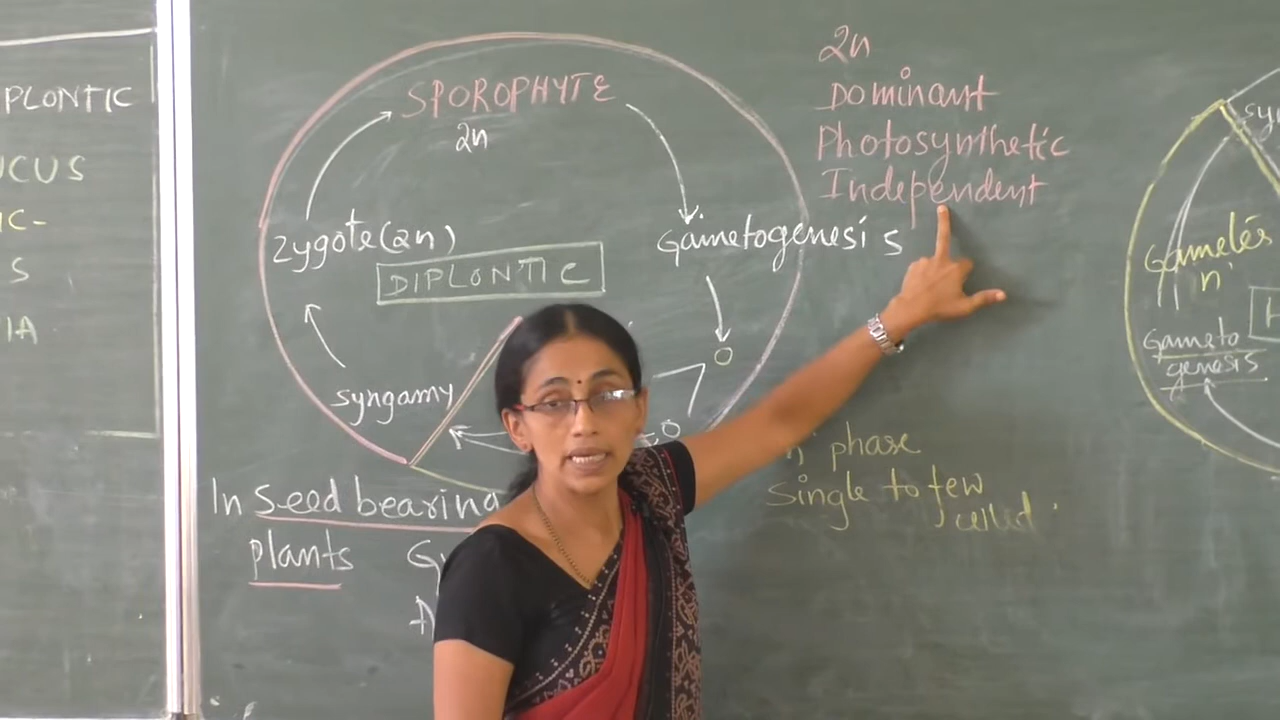 PLONTIC
UCUS
IC-
S
IA
SPOROPHYTE
2n
Zygote(2n)
Gametogenesis
DIPLONTIC
syngamy
In seed bearing
plants
2n
Dominant
Photosynthetic
Independent
phase
Single to few
celled
sy
Gametes
n
Gameto
genesis
H